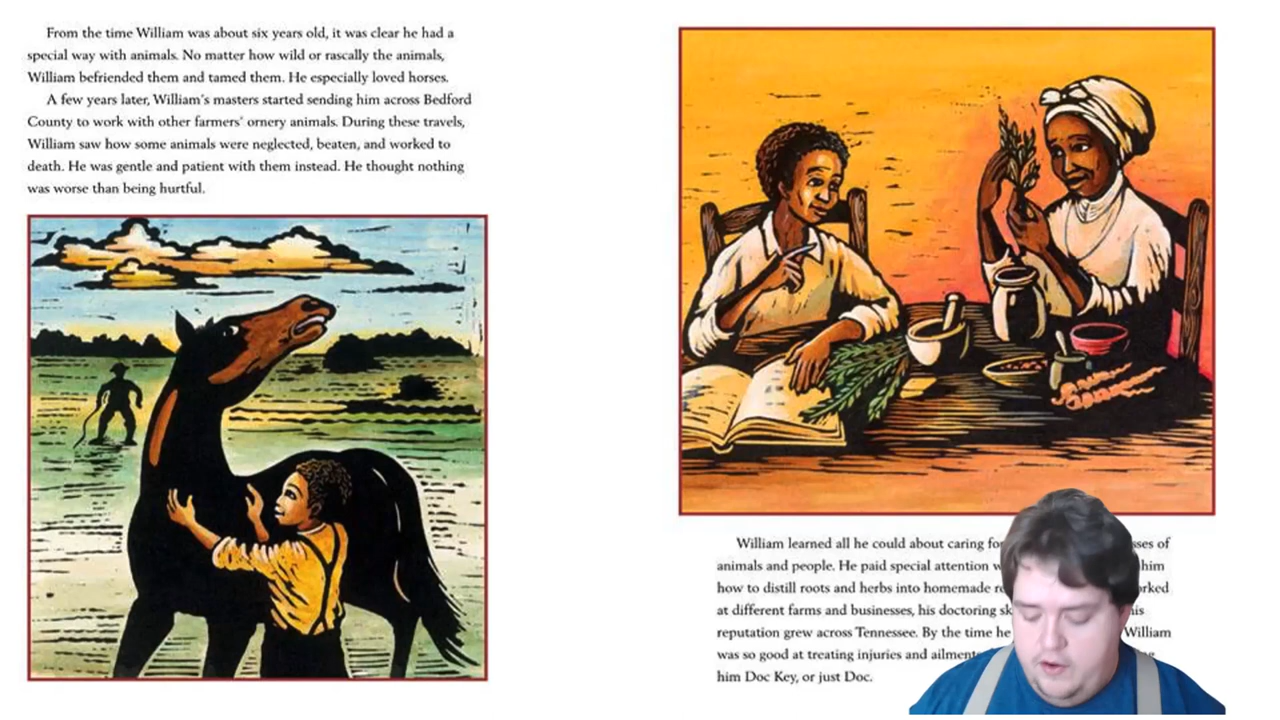 From the time William was about six years old, it was clear he had a
special way with animals. No matter how wild or rascally the animals,
William befriended them and tamed them. He especially loved horses.
A few years later, William's masters started sending him across Bedford
County to work with other farmers' ornery animals. During these travels,
William saw how some animals were neglected, beaten, and worked to
death. He was gentle and patient with them instead. He thought nothing
was worse than being hurtful.
William learned all he could about caring for of
animals and people. He paid special attention him
how to distill roots and herbs into homemade
at different farms and businesses, his doctoring
reputation grew across Tennessee. By the time he William
was so good at treating injuries and
him Doc Key, or just Doc.